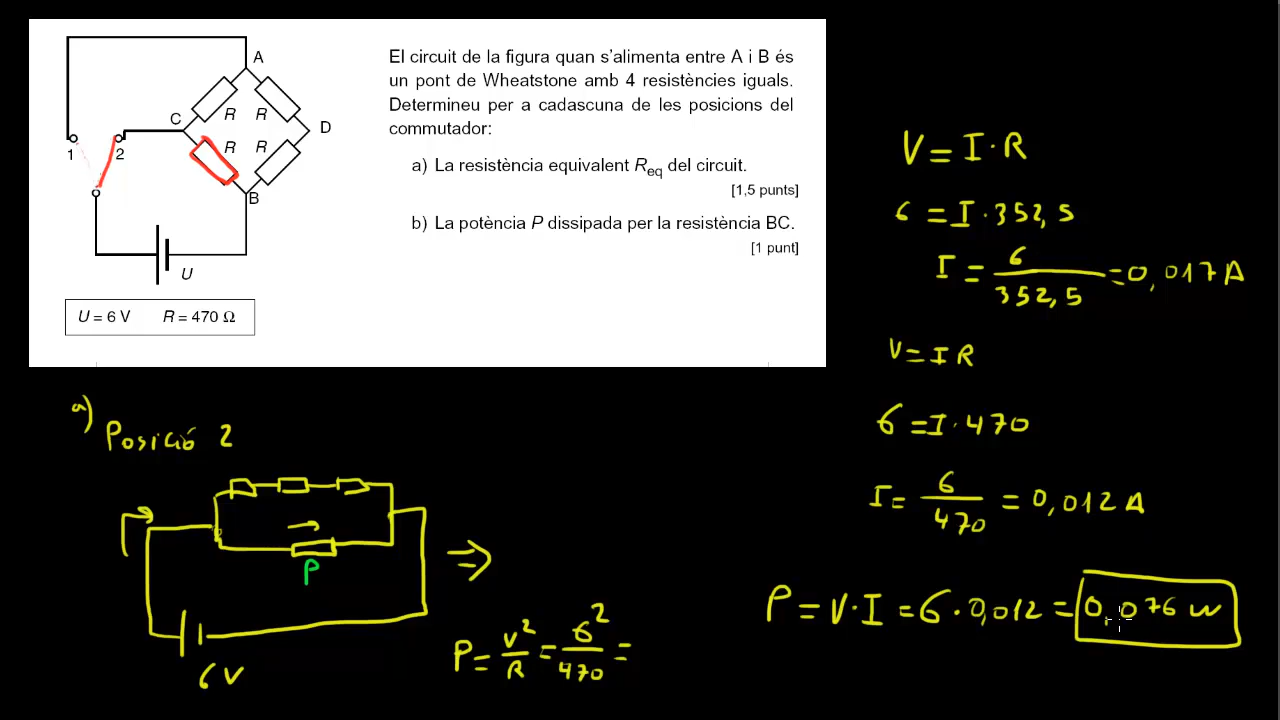 A
C
D
R R
R R
1 2
B
U
U = 6 V R = 470 Ω
El circuit de la figura quan s'alimenta entre A i B és
un pont de Wheatstone amb 4 resistències iguals.
Determineu per a cadascuna de les posicions del
commutador:
a) La resistència equivalent Req del circuit.
[1,5 punts]
b) La potència P dissipada per la resistència BC.
[1 punt]
V = I · R
6 = I · 352,5
I = 6 / 352,5 = 0,017 A
V = I R
6 = I · 470
I = 6 / 470 = 0,012 A
P = V · I = 6 · 0,012 = 0,076 W
a) Posició 2
P
6 V
⇒
P = V² / R = 6² / 470 =